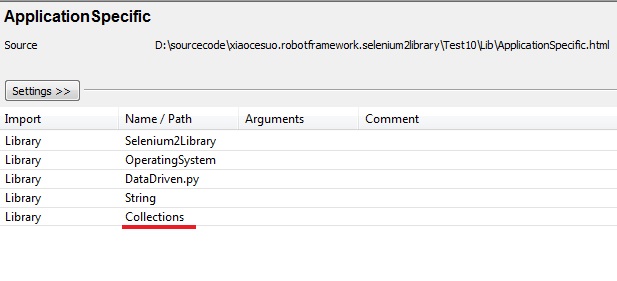 ApplicationSpecific
Source D:\sourcecode\xiaocesuo.robotframework.selenium2library\Test10\Lib\ApplicationSpecific.html
Settings >>
Import Name / Path Arguments Comment
Library Selenium2Library
Library OperatingSystem
Library DataDriven.py
Library String
Library Collections